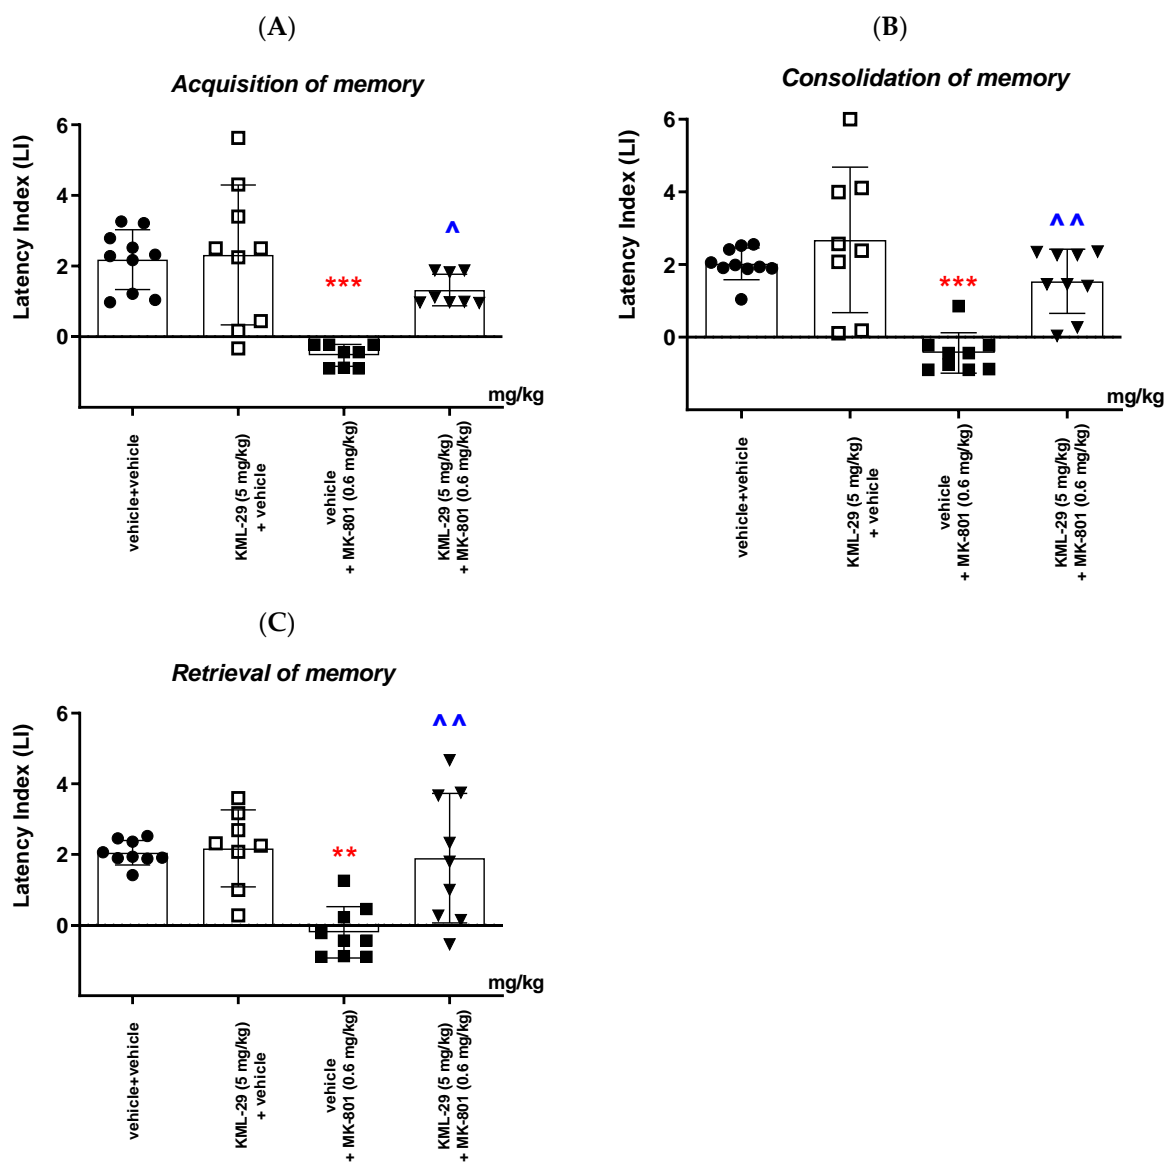 (A)
Acquisition of memory
Latency Index (LI)
6
4
2
0
***
^
mg/kg
vehicle+vehicle
KML-29 (5 mg/kg)
+ vehicle
vehicle
+ MK-801 (0.6 mg/kg)
KML-29 (5 mg/kg)
+ MK-801 (0.6 mg/kg)
(B)
Consolidation of memory
Latency Index (LI)
6
4
2
0
***
^ ^
mg/kg
vehicle+vehicle
KML-29 (5 mg/kg)
+ vehicle
vehicle
+ MK-801 (0.6 mg/kg)
KML-29 (5 mg/kg)
+ MK-801 (0.6 mg/kg)
(C)
Retrieval of memory
Latency Index (LI)
6
4
2
0
**
^ ^
mg/kg
vehicle+vehicle
KML-29 (5 mg/kg)
+ vehicle
vehicle
+ MK-801 (0.6 mg/kg)
KML-29 (5 mg/kg)
+ MK-801 (0.6 mg/kg)